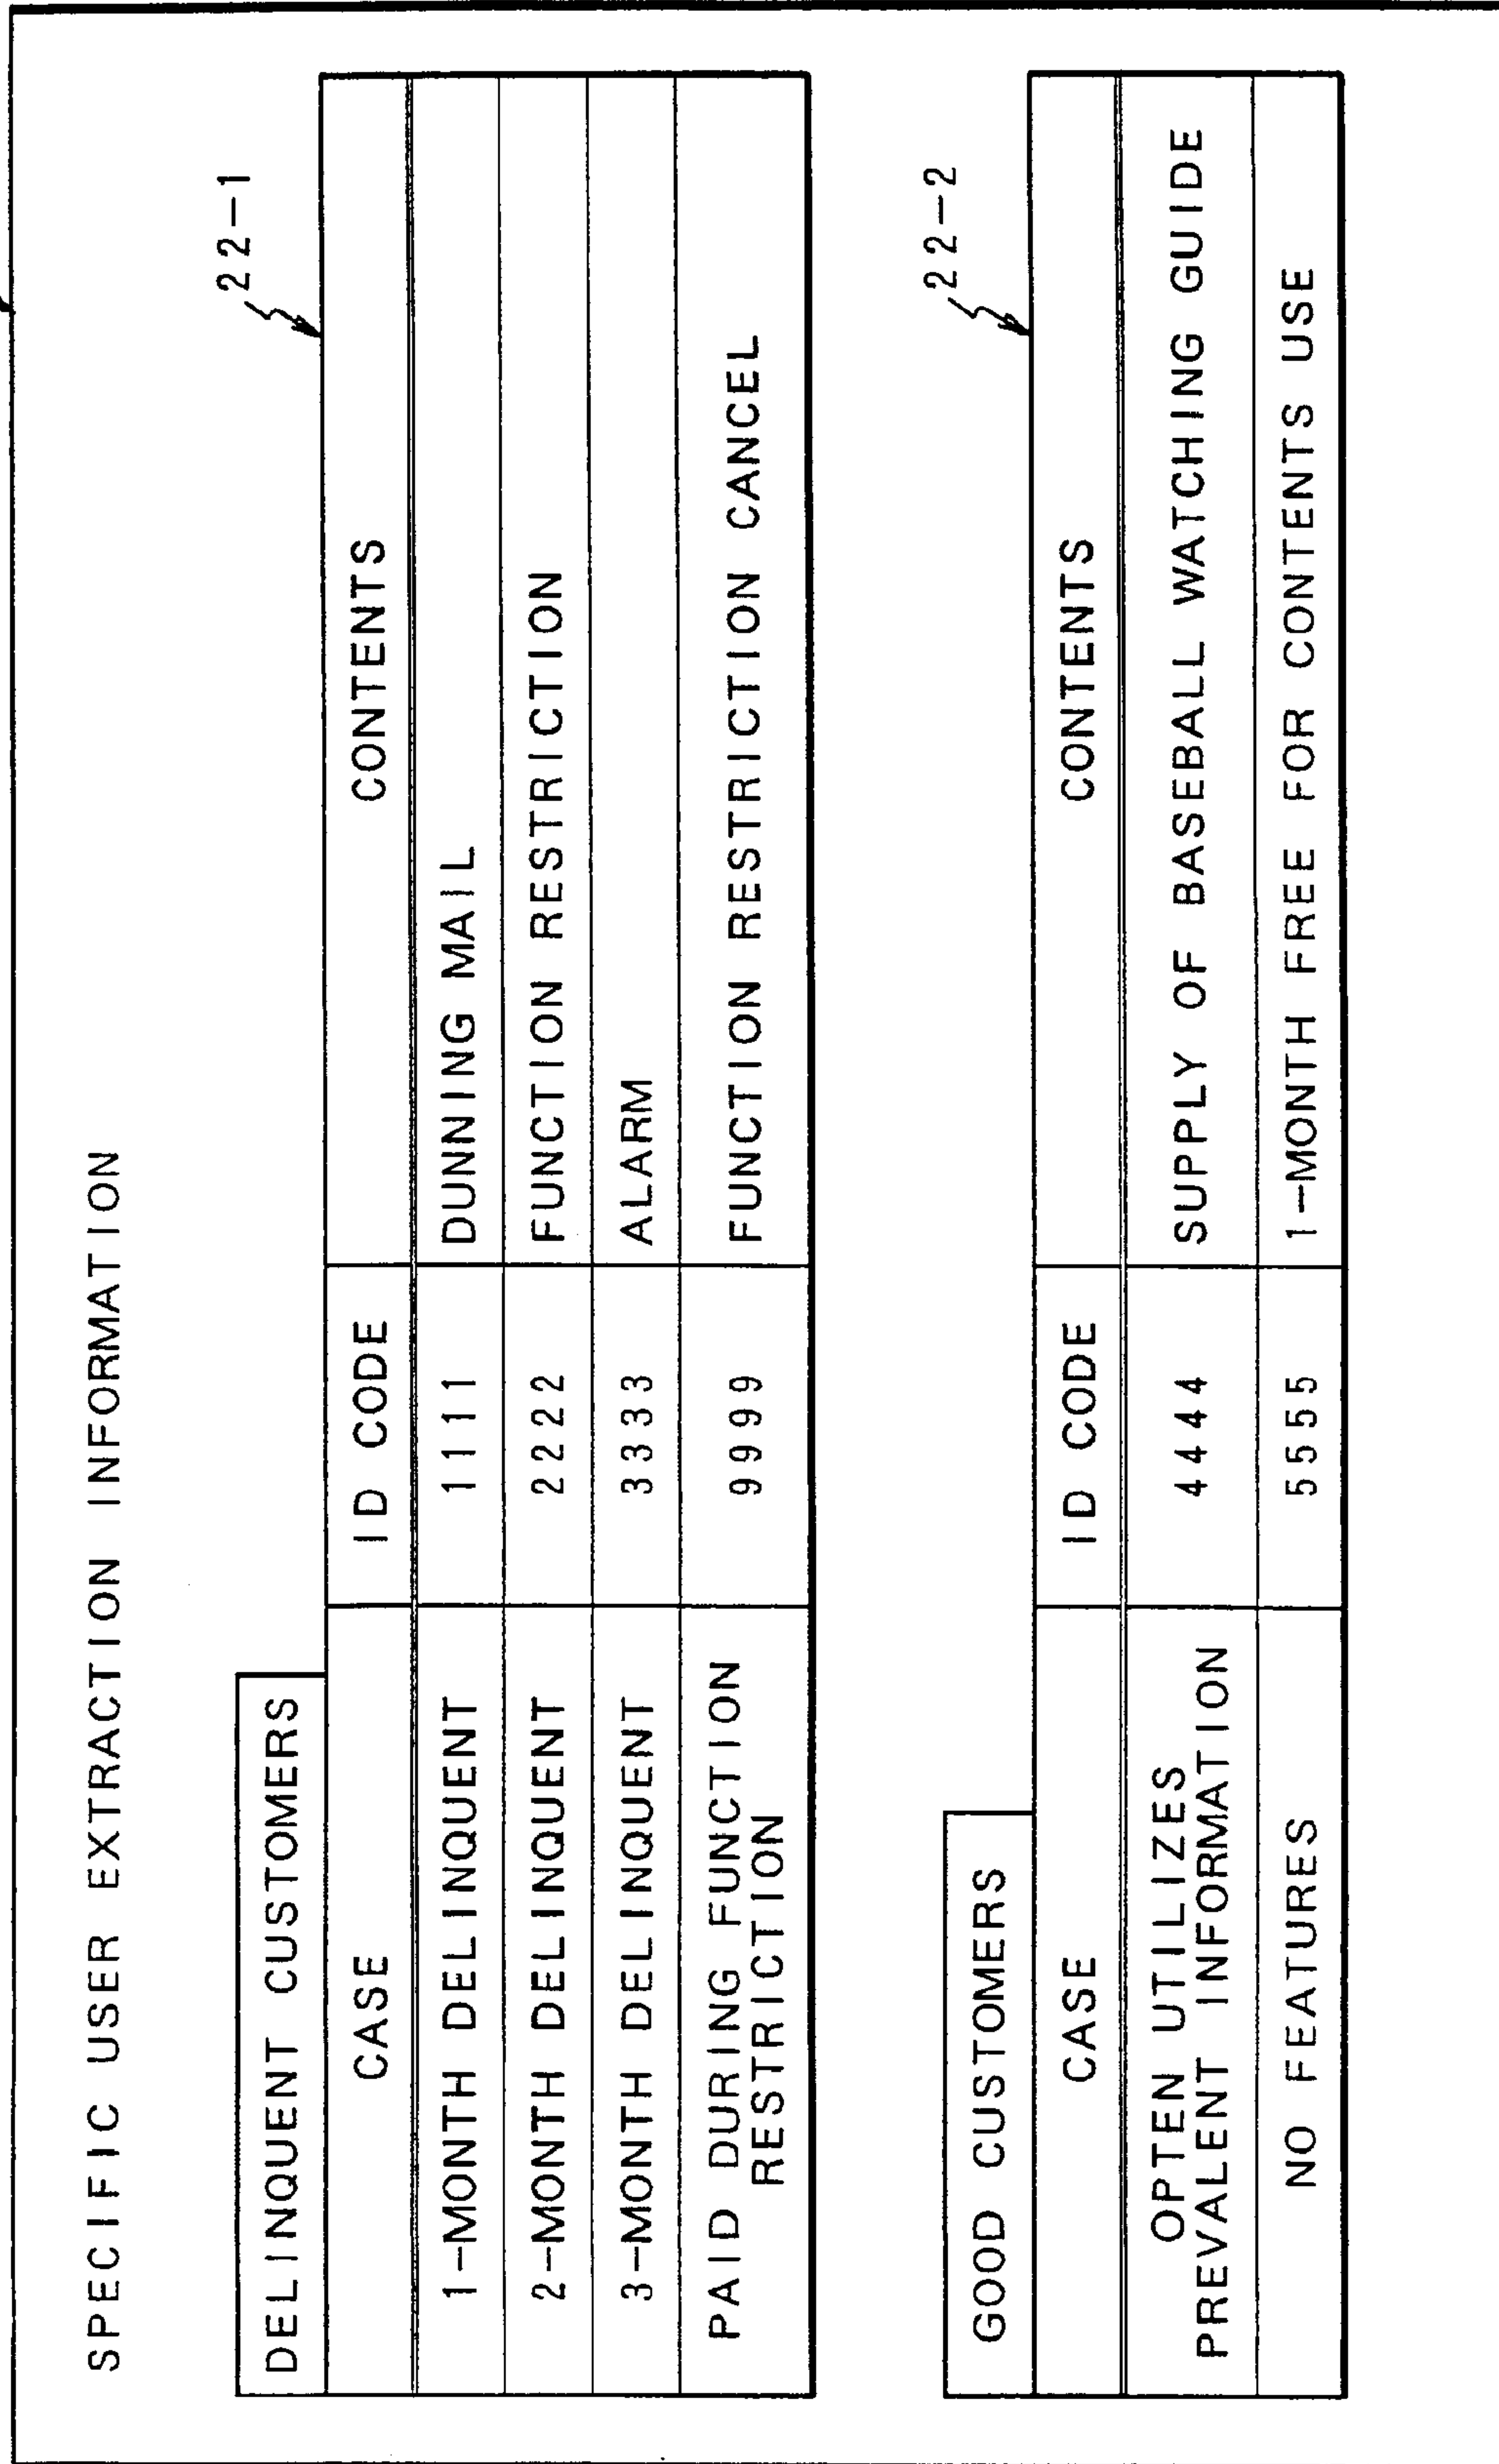 SPECIFIC USER EXTRACTION INFORMATION
22-1
DELINQUENT CUSTOMERS
CASE ID CODE CONTENTS
1-MONTH DELINQUENT 1111 DUNNING MAIL
2-MONTH DELINQUENT 2222 FUNCTION RESTRICTION
3-MONTH DELINQUENT 3333 ALARM
PAID DURING FUNCTION
RESTRICTION 9999 FUNCTION RESTRICTION CANCEL
22-2
GOOD CUSTOMERS
CASE ID CODE CONTENTS
OPTEN UTILIZES
PREVALENT INFORMATION 4444 SUPPLY OF BASEBALL WATCHING GUIDE
NO FEATURES 5555 1-MONTH FREE FOR CONTENTS USE